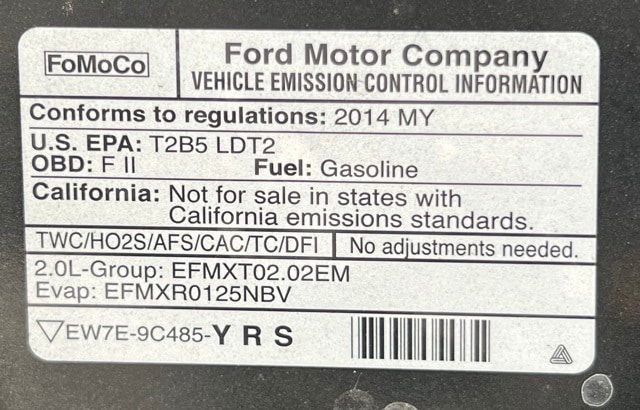 FoMoCo
Ford Motor Company
VEHICLE EMISSION CONTROL INFORMATION
Conforms to regulations: 2014 MY
U.S. EPA: T2B5 LDT2
OBD: F II Fuel: Gasoline
California: Not for sale in states with
California emissions standards.
TWC/HO2S/AFS/CAC/TC/DFI No adjustments needed.
2.0L-Group: EFMXT02.02EM
Evap: EFMXR0125NBV
EW7E-9C485-Y R S